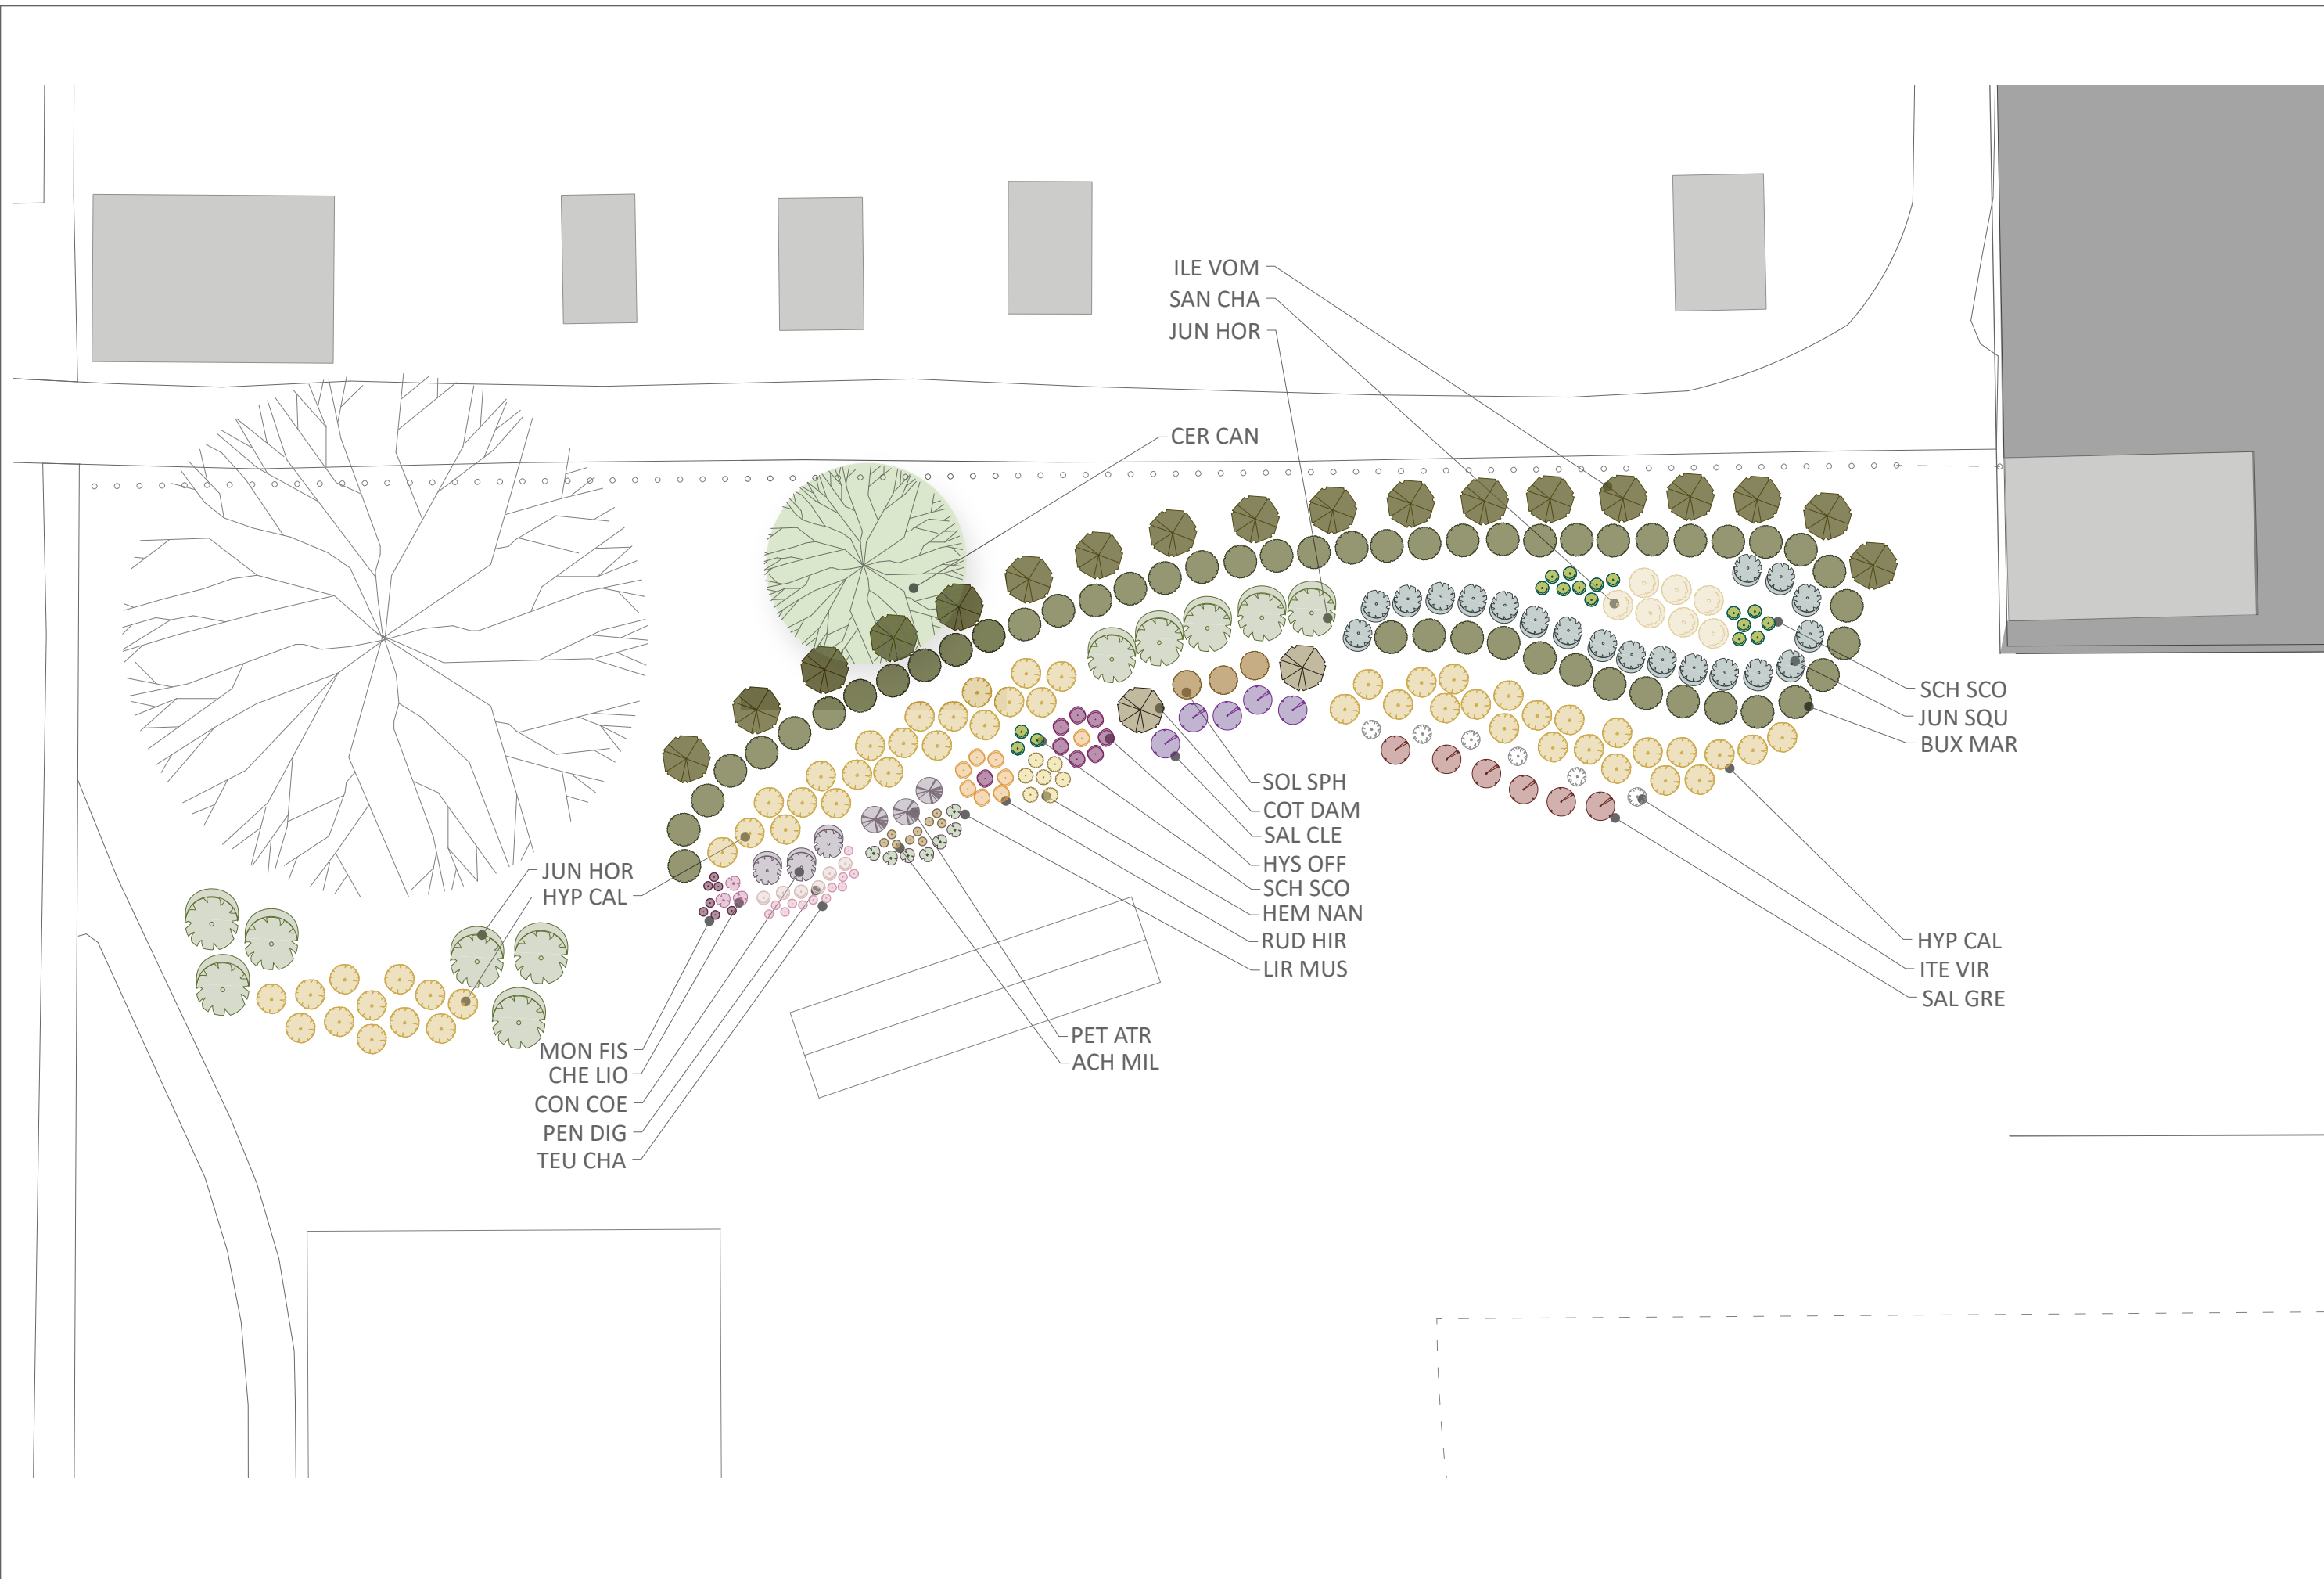 ILE VOM
SAN CHA
JUN HOR
CER CAN
SCH SCO
JUN SQU
BUX MAR
SOL SPH
COT DAM
SAL CLE
HYS OFF
SCH SCO
HEM NAN
RUD HIR
LIR MUS
JUN HOR
HYP CAL
HYP CAL
ITE VIR
SAL GRE
PET ATR
ACH MIL
MON FIS
CHE LIO
CON COE
PEN DIG
TEU CHA